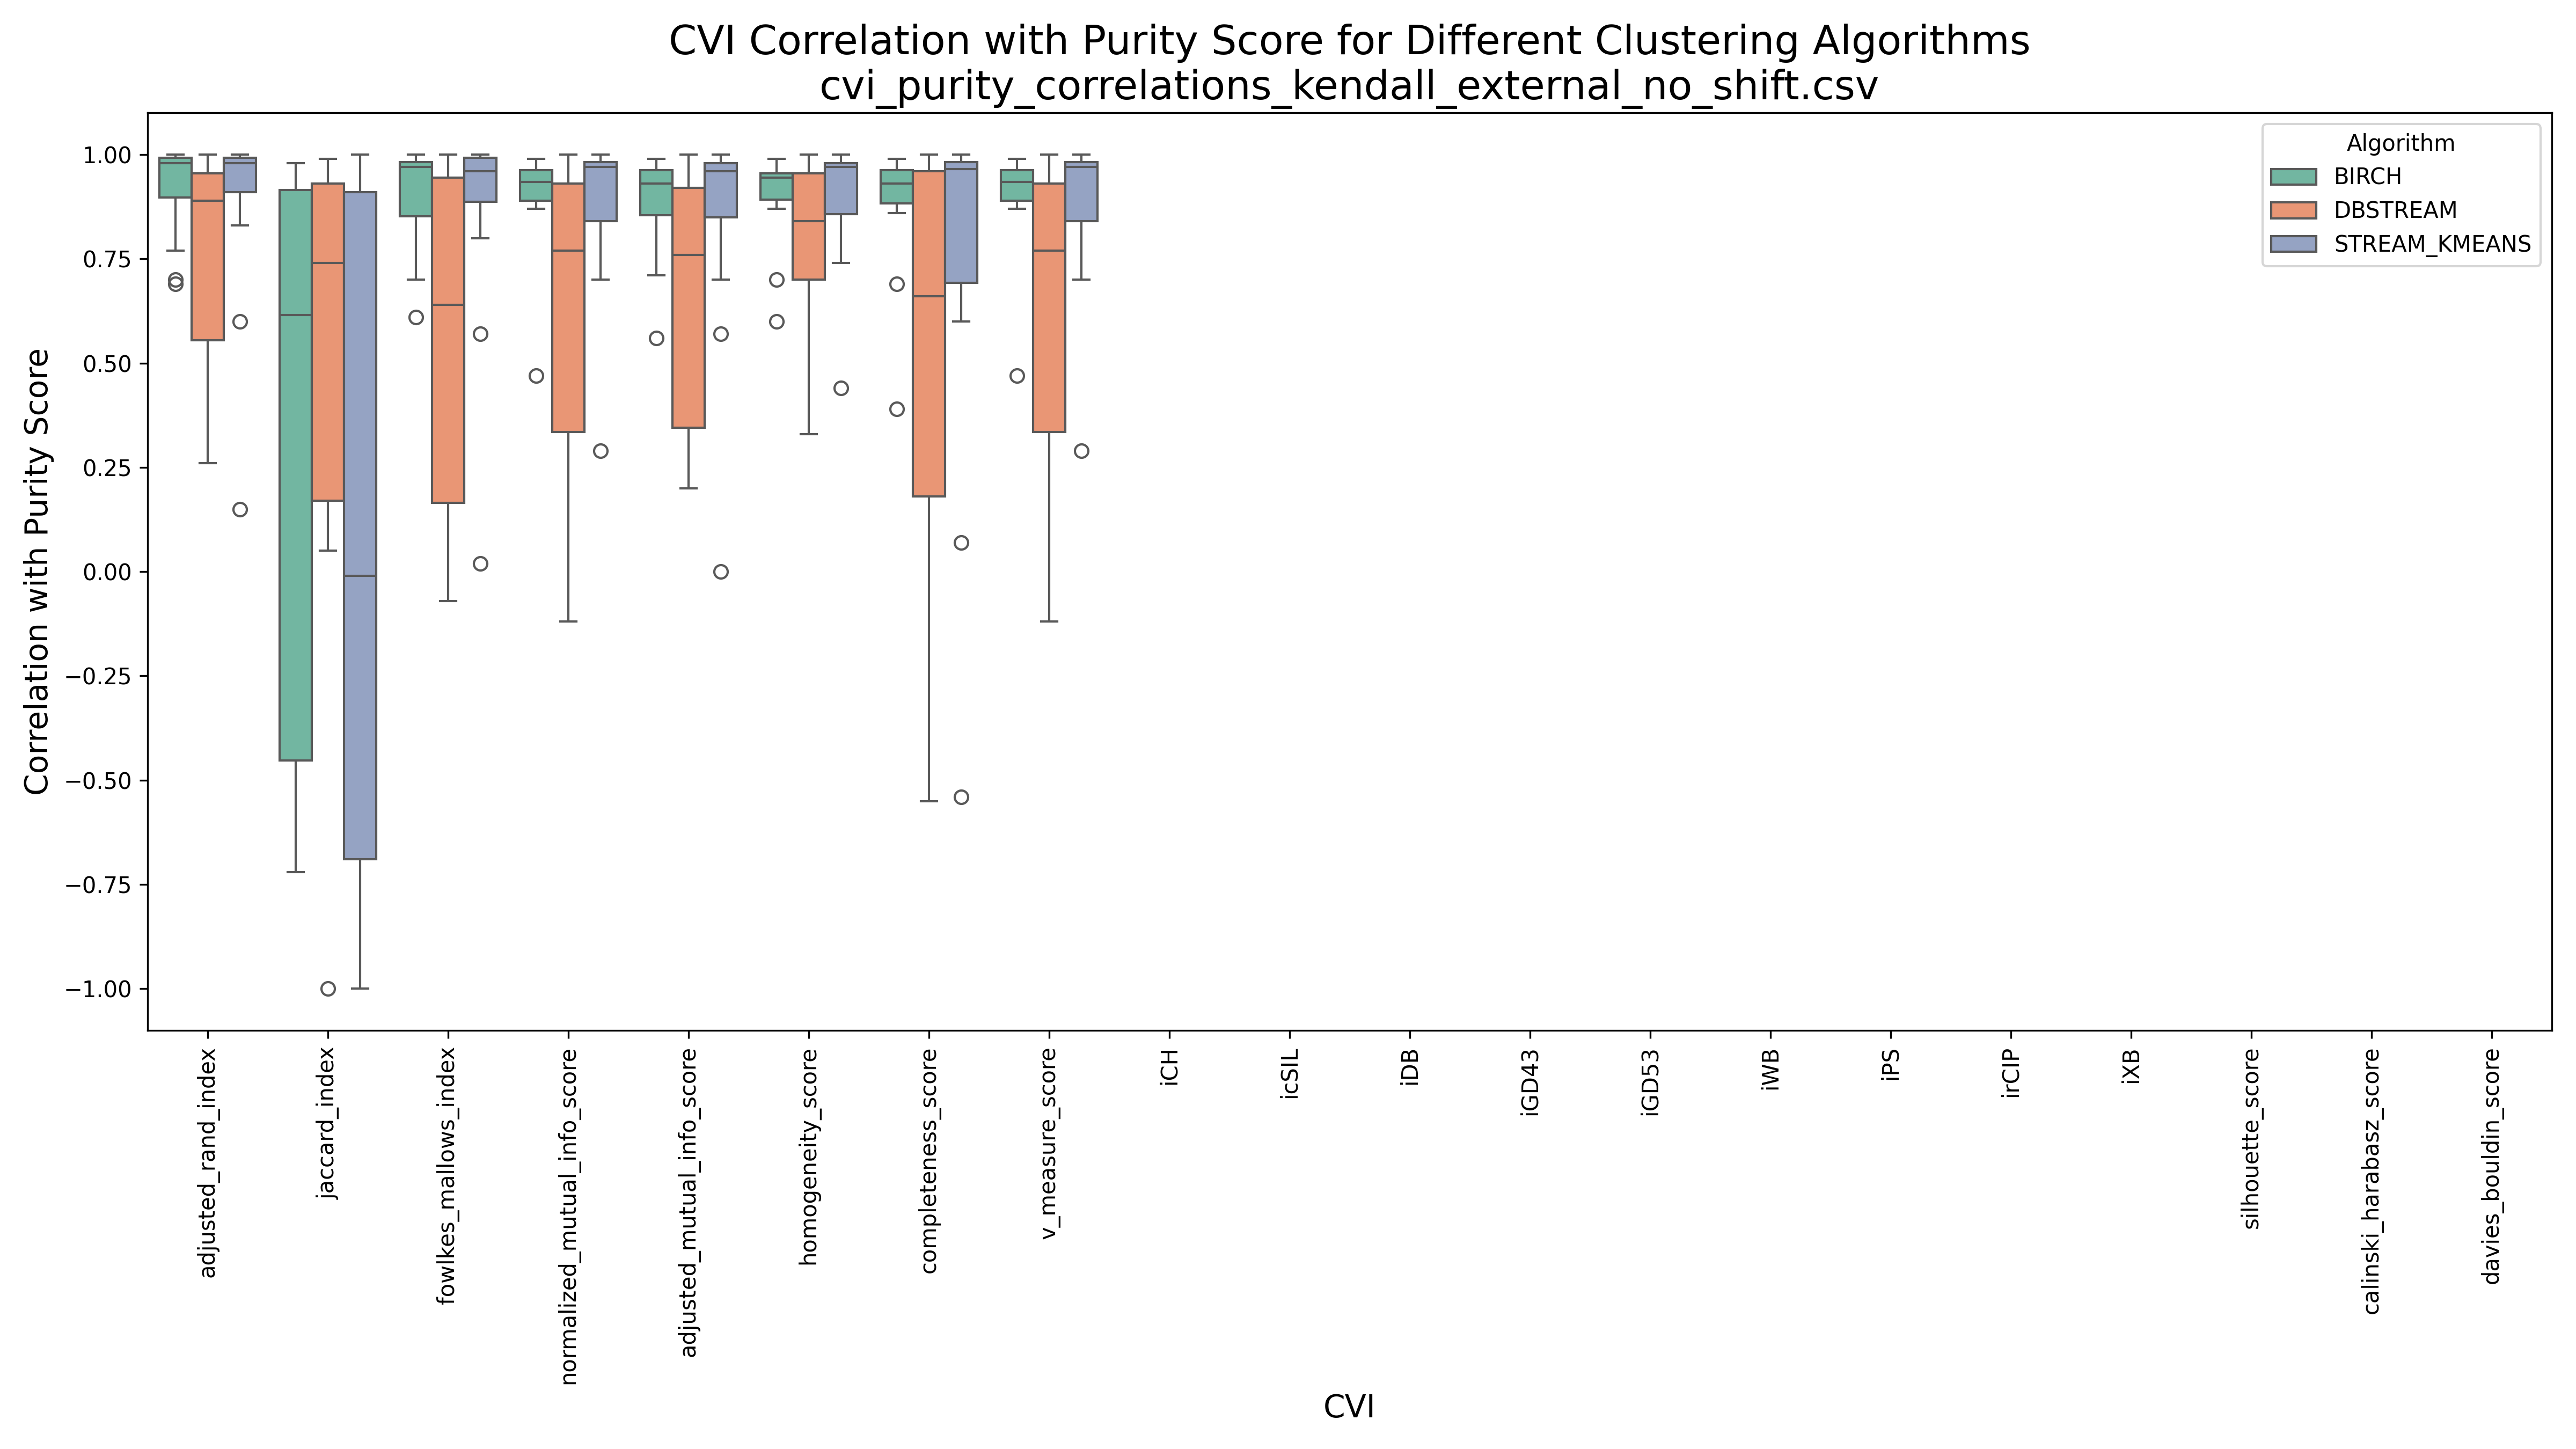 CVI Correlation with Purity Score for Different Clustering Algorithms
cvi_purity_correlations_kendall_external_no_shift.csv
Algorithm
BIRCH
DBSTREAM
STREAM_KMEANS
Correlation with Purity Score
1.00
0.75
0.50
0.25
0.00
−0.25
−0.50
−0.75
−1.00
adjusted_rand_index
jaccard_index
fowlkes_mallows_index
normalized_mutual_info_score
adjusted_mutual_info_score
homogeneity_score
completeness_score
v_measure_score
iCH
icSIL
iDB
iGD43
iGD53
iWB
iPS
irCIP
iXB
silhouette_score
calinski_harabasz_score
davies_bouldin_score
CVI